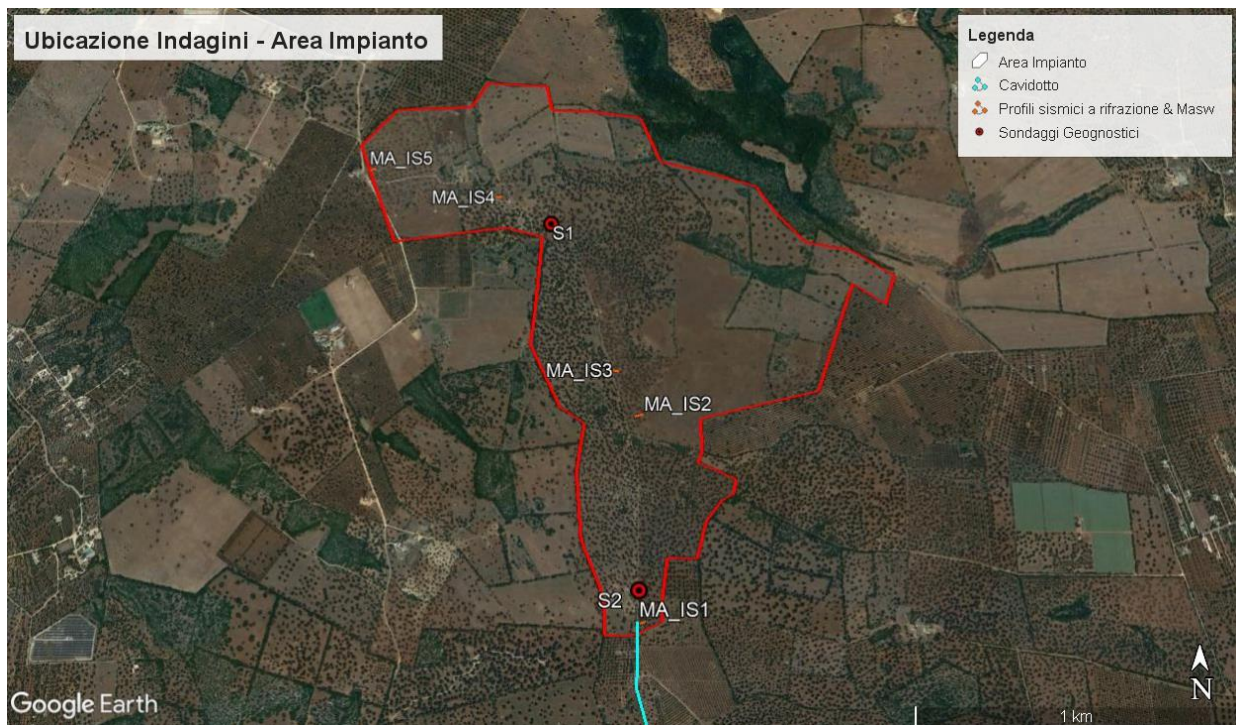 Ubicazione Indagini - Area Impianto
Legenda
Area Impianto
Cavidotto
Profili sismici a rifrazione & Masw
Sondaggi Geognostici
MA_IS5
MA_IS4
S1
MA_IS3
MA_IS2
S2
MA_IS1
Google Earth
N
1 km